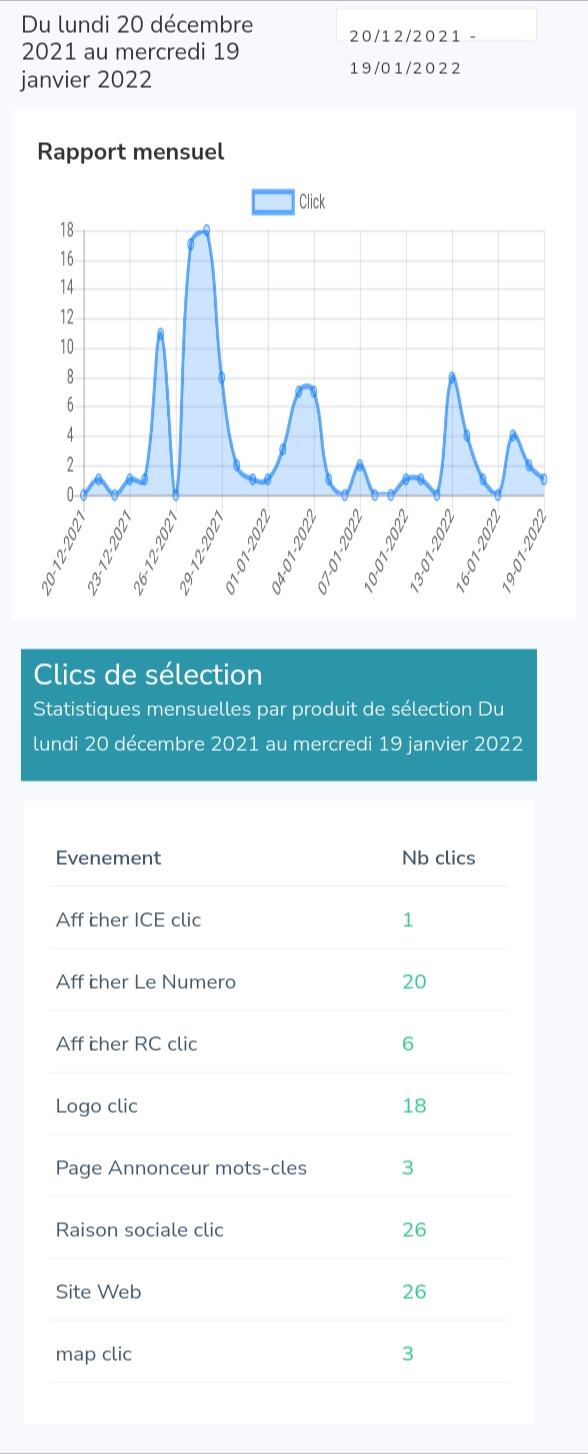 Du lundi 20 décembre
2021 au mercredi 19
janvier 2022
20/12/2021 -
19/01/2022
Rapport mensuel
Click
18
16
14
12
10
8
6
4
2
0
20-12-2021
23-12-2021
26-12-2021
29-12-2021
01-01-2022
04-01-2022
07-01-2022
10-01-2022
13-01-2022
16-01-2022
19-01-2022
Clics de sélection
Statistiques mensuelles par produit de sélection Du
lundi 20 décembre 2021 au mercredi 19 janvier 2022
Evenement Nb clics
Afficher ICE clic 1
Afficher Le Numero 20
Afficher RC clic 6
Logo clic 18
Page Annonceur mots-cles 3
Raison sociale clic 26
Site Web 26
map clic 3